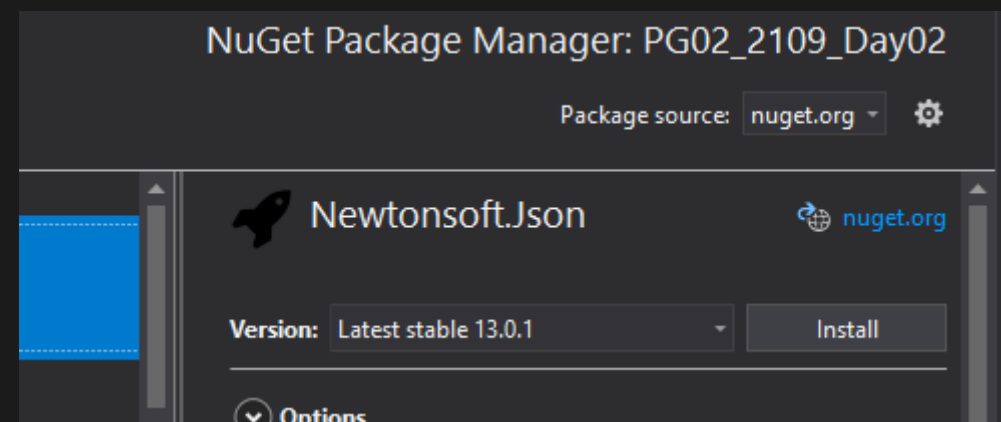 NuGet Package Manager: PG02_2109_Day02
Package source: nuget.org
Newtonsoft.Json
nuget.org
Version: Latest stable 13.0.1
Install
Options